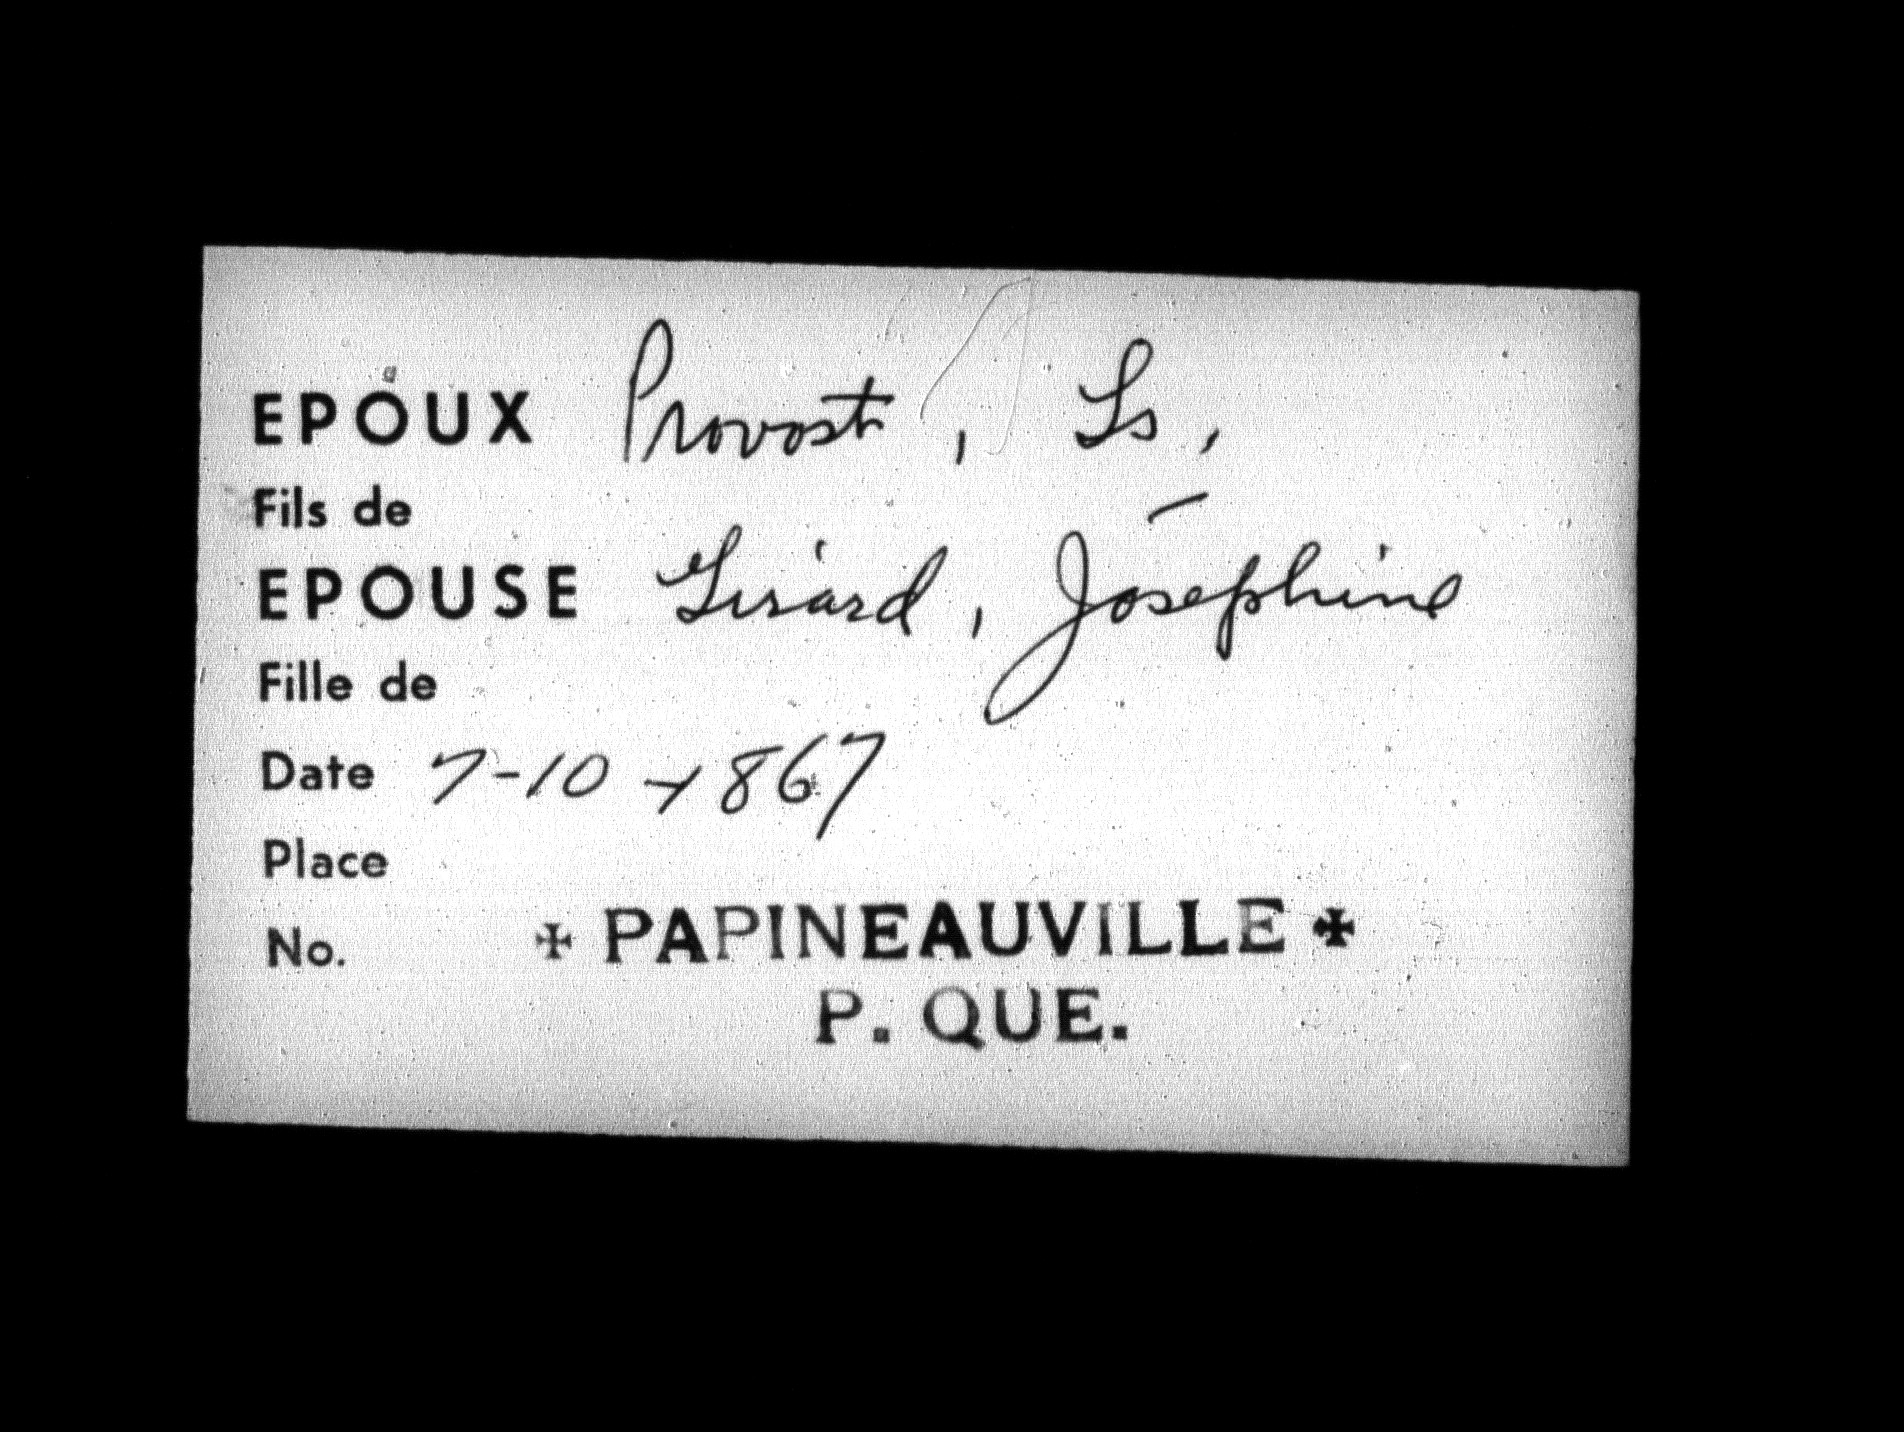 EPOUX Provost, Ls,
Fils de
EPOUSE Girard, Joséphine
Fille de
Date 7-10-1867
Place
No. ✠ PAPINEAUVILLE ✠
P. QUE.